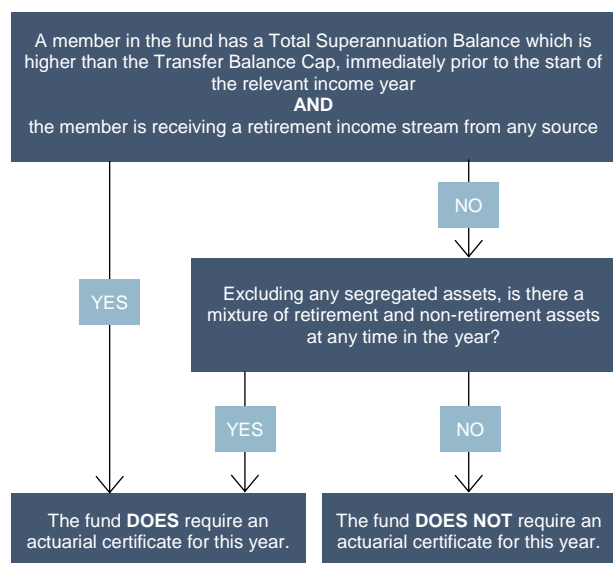 A member in the fund has a Total Superannuation Balance which is
higher than the Transfer Balance Cap, immediately prior to the start of
the relevant income year
AND
the member is receiving a retirement income stream from any source
NO
YES
Excluding any segregated assets, is there a
mixture of retirement and non-retirement assets
at any time in the year?
YES
NO
The fund DOES require an
actuarial certificate for this year.
The fund DOES NOT require an
actuarial certificate for this year.